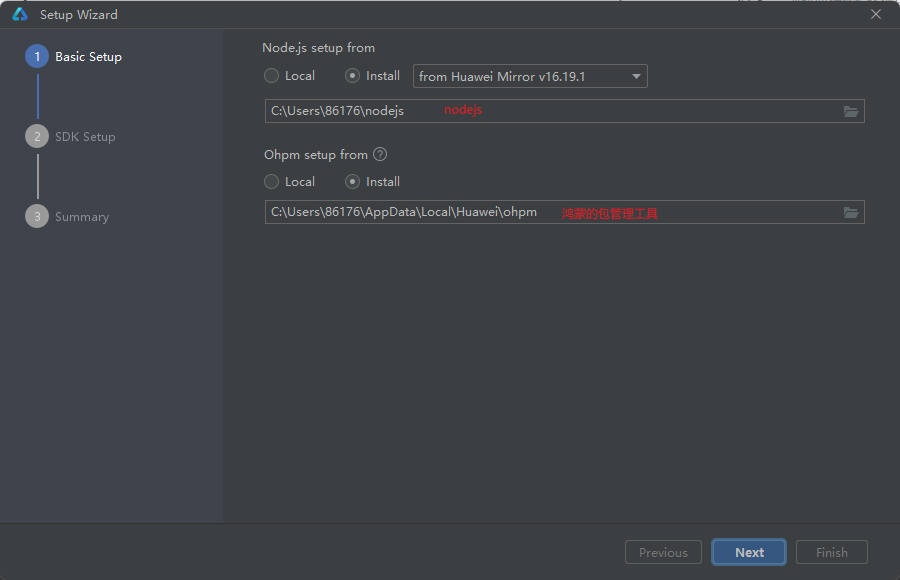 Setup Wizard
1 Basic Setup
2 SDK Setup
3 Summary
Node.js setup from
Local Install from Huawei Mirror v16.19.1
C:\Users\86176\nodejs nodejs
Ohpm setup from ?
Local Install
C:\Users\86176\AppData\Local\Huawei\ohpm 鸿蒙的包管理工具
Previous Next Finish